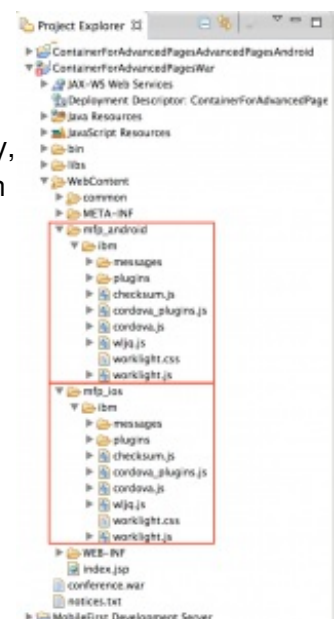 Project Explorer
ContainerForAdvancedPagesAdvancedPagesAndroid
ContainerForAdvancedPagesWar
JAX-WS Web Services
Deployment Descriptor: ContainerForAdvancedPage
Java Resources
JavaScript Resources
bin
libs
WebContent
common
META-INF
mfp_android
ibm
messages
plugins
checksum.js
cordova_plugins.js
cordova.js
wljq.js
worklight.css
worklight.js
mfp_ios
ibm
messages
plugins
checksum.js
cordova_plugins.js
cordova.js
wljq.js
worklight.css
worklight.js
WEB-INF
index.jsp
conference.war
notices.txt
MobileFirst Development Server